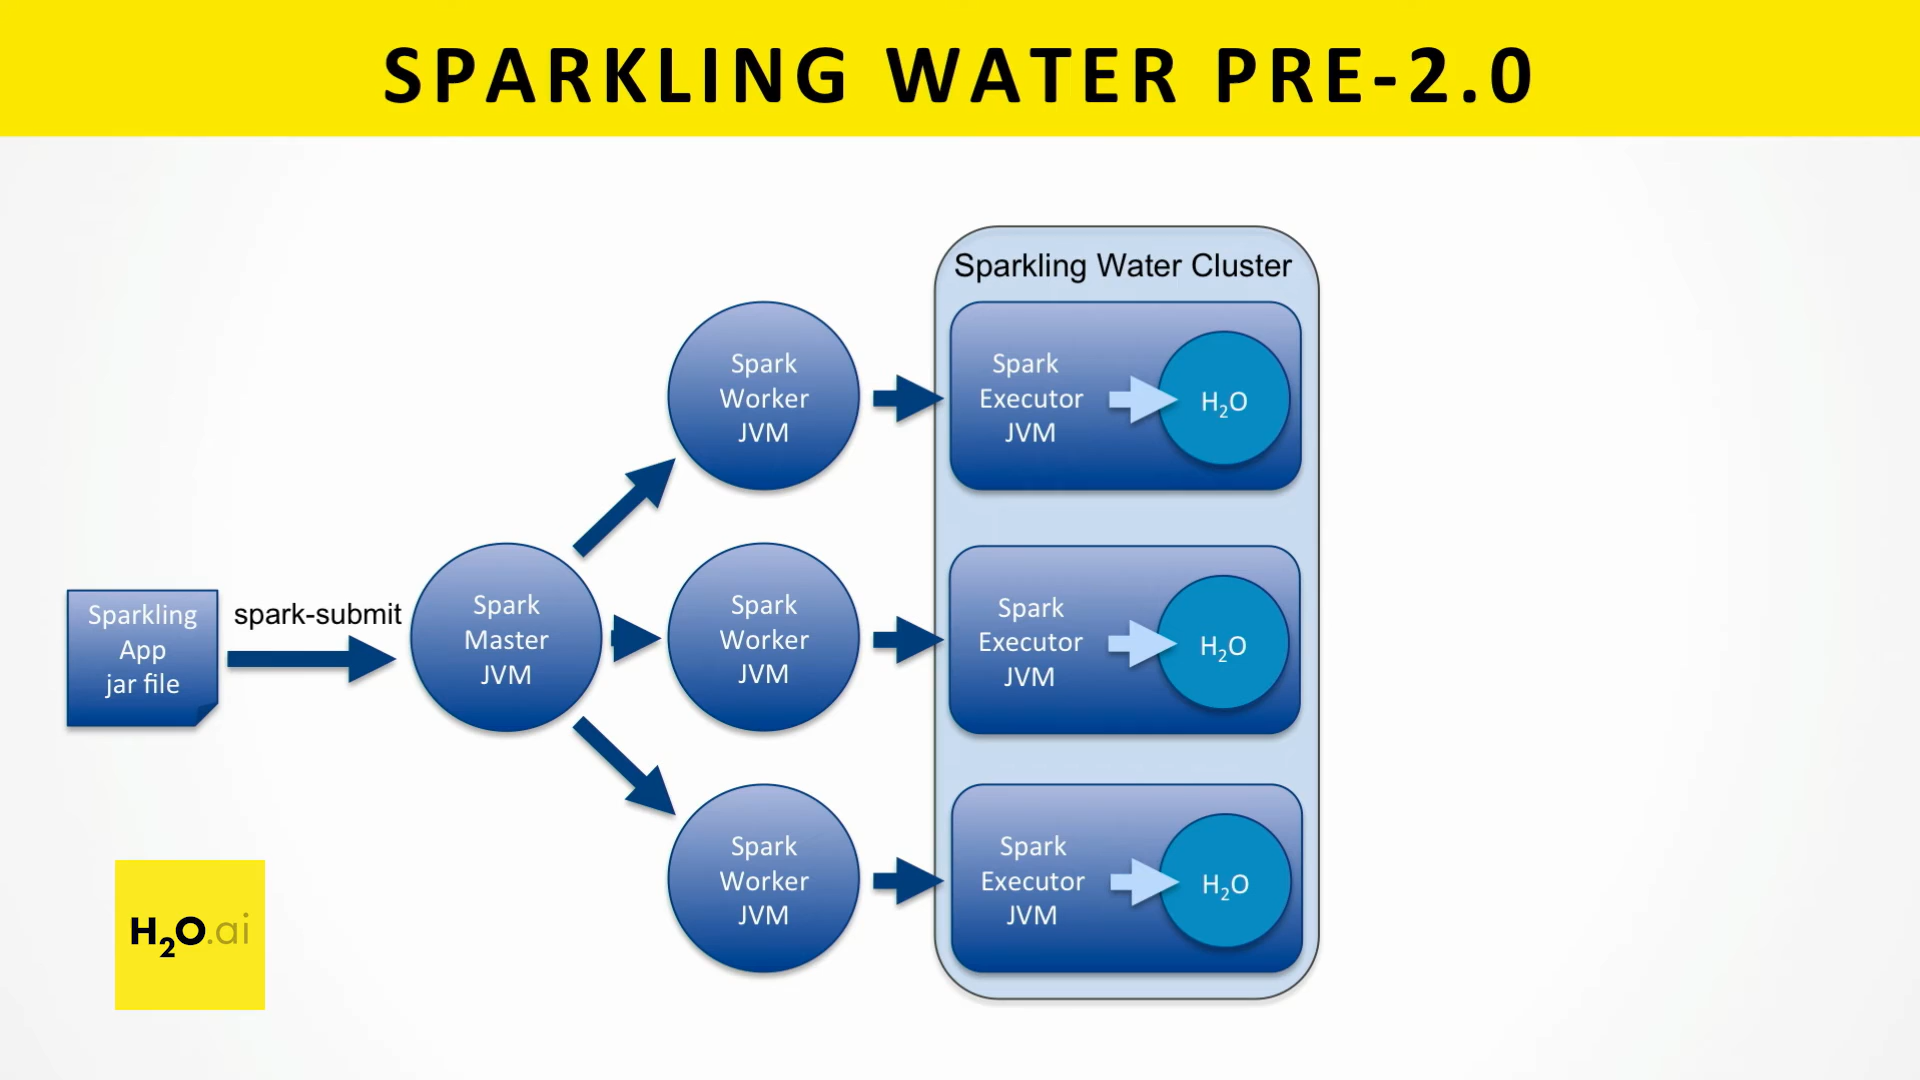 SPARKLING WATER PRE-2.0
Sparkling Water Cluster
Spark
Worker
JVM
Spark
Executor
JVM
H₂O
Sparkling
App
jar file
spark-submit
Spark
Master
JVM
Spark
Worker
JVM
Spark
Executor
JVM
H₂O
Spark
Worker
JVM
Spark
Executor
JVM
H₂O
H₂O.ai